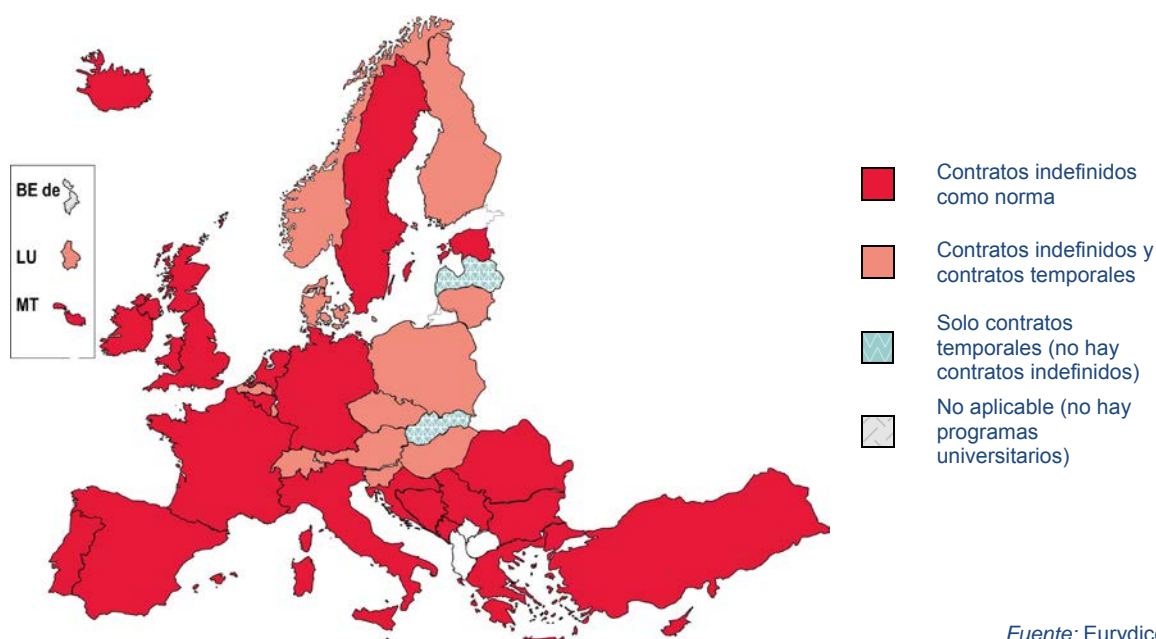 BE de
LU
MT
Contratos indefinidos
como norma
Contratos indefinidos y
contratos temporales
Solo contratos
temporales (no hay
contratos indefinidos)
No aplicable (no hay
programas
universitarios)
Fuente: Eurydice